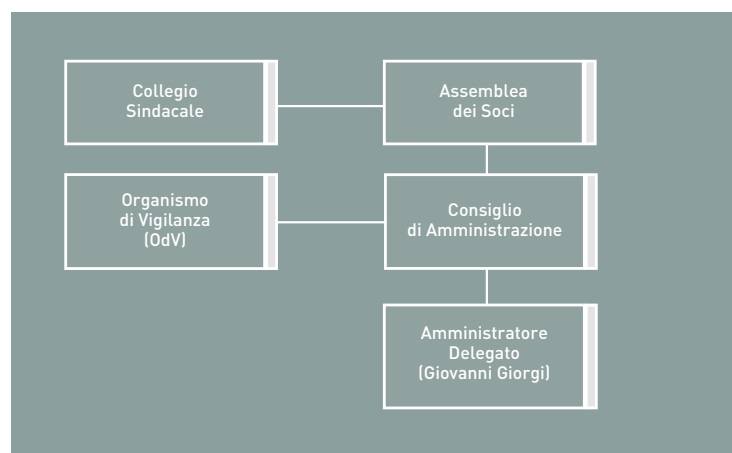 Collegio
Sindacale
Assemblea
dei Soci
Organismo
di Vigilanza
(OdV)
Consiglio
di Amministrazione
Amministratore
Delegato
(Giovanni Giorgi)